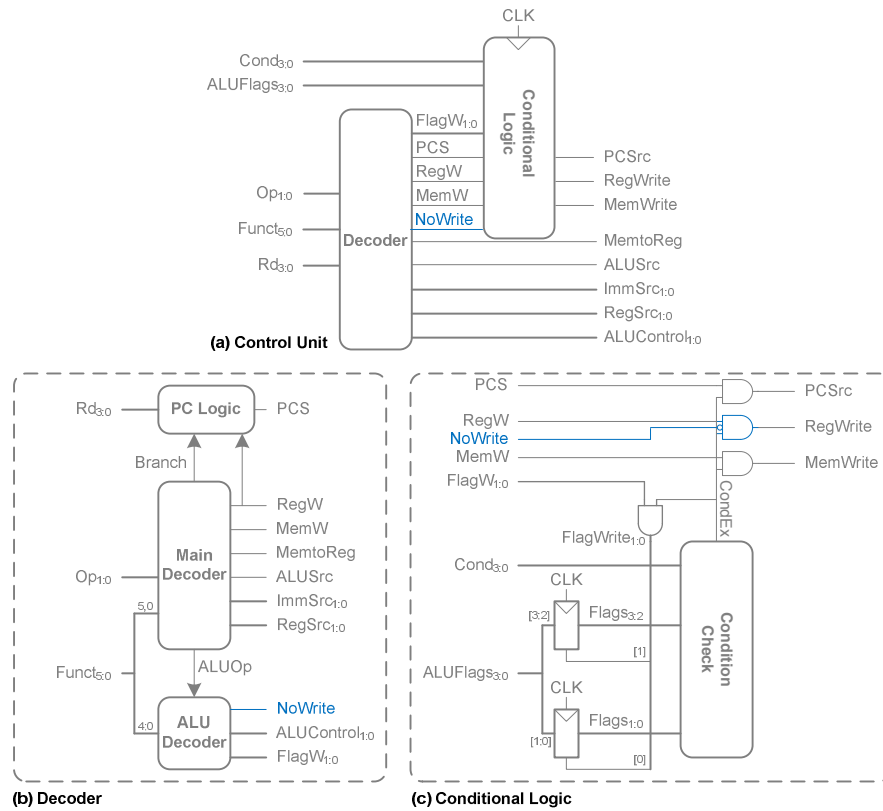 CLK
Cond3:0
ALUFlags3:0
Conditional
Logic
FlagW1:0
PCS
PCSrc
RegW
RegWrite
Op1:0
MemW
MemWrite
Funct5:0
NoWrite
Decoder
MemtoReg
Rd3:0
ALUSrc
ImmSrc1:0
RegSrc1:0
ALUControl1:0
(a) Control Unit
Rd3:0
PC Logic
PCS
Branch
RegW
MemW
Main
Decoder
MemtoReg
Op1:0
ALUSrc
5,0
ImmSrc1:0
RegSrc1:0
Funct5:0
ALUOp
NoWrite
ALU
Decoder
4:0
ALUControl1:0
FlagW1:0
(b) Decoder
PCS
PCSrc
RegW
RegWrite
NoWrite
MemW
MemWrite
FlagW1:0
CondEx
FlagWrite1:0
Cond3:0
CLK
[3:2]
Flags3:2
Condition
Check
[1]
ALUFlags3:0
CLK
Flags1:0
[1:0]
[0]
(c) Conditional Logic